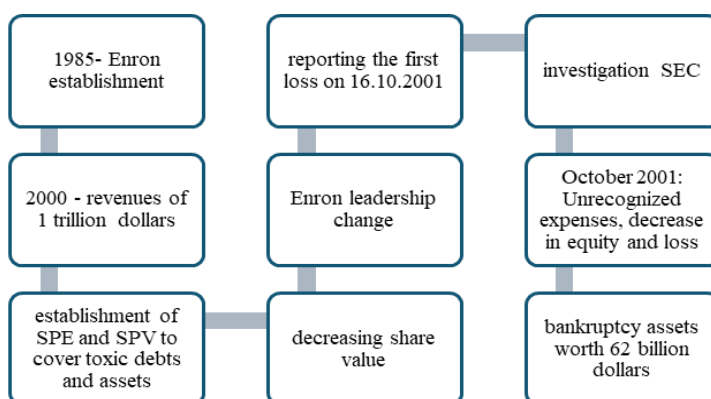 1985- Enron
establishment
2000 - revenues of
1 trillion dollars
establishment of
SPE and SPV to
cover toxic debts
and assets
decreasing share
value
Enron leadership
change
reporting the first
loss on 16.10.2001
investigation SEC
October 2001:
Unrecognized
expenses, decrease
in equity and loss
bankruptcy assets
worth 62 billion
dollars